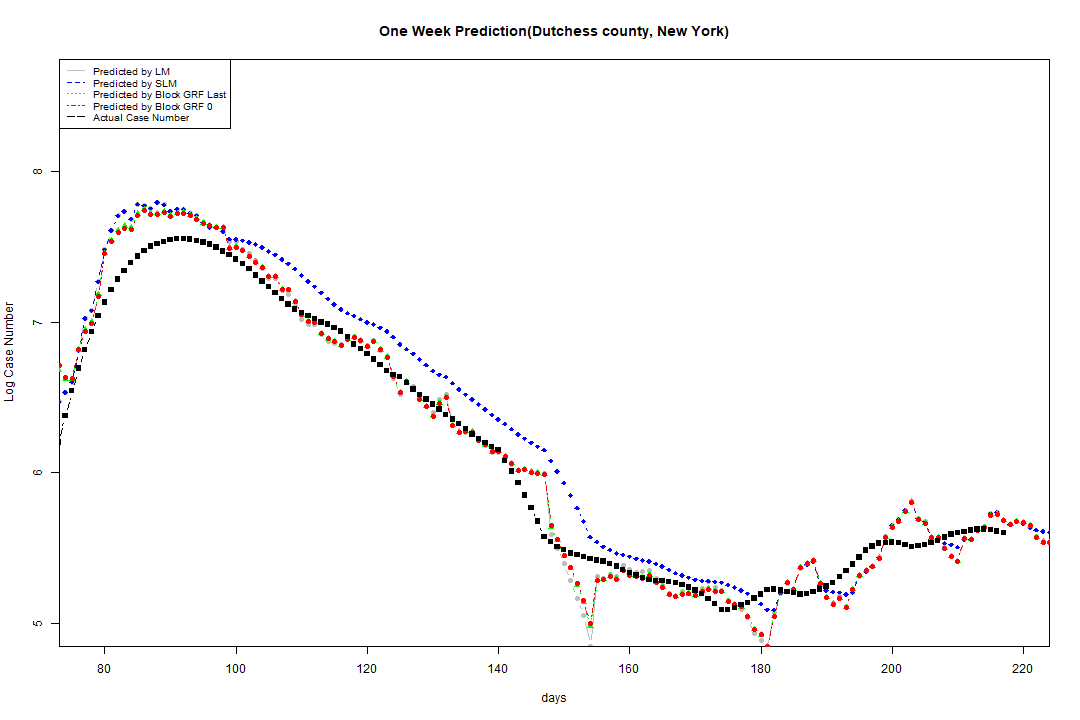 One Week Prediction(Dutchess county, New York)
Predicted by LM
Predicted by SLM
Predicted by Block GRF Last
Predicted by Block GRF 0
Actual Case Number
8
7
6
5
Log Case Number
80 100 120 140 160 180 200 220
days